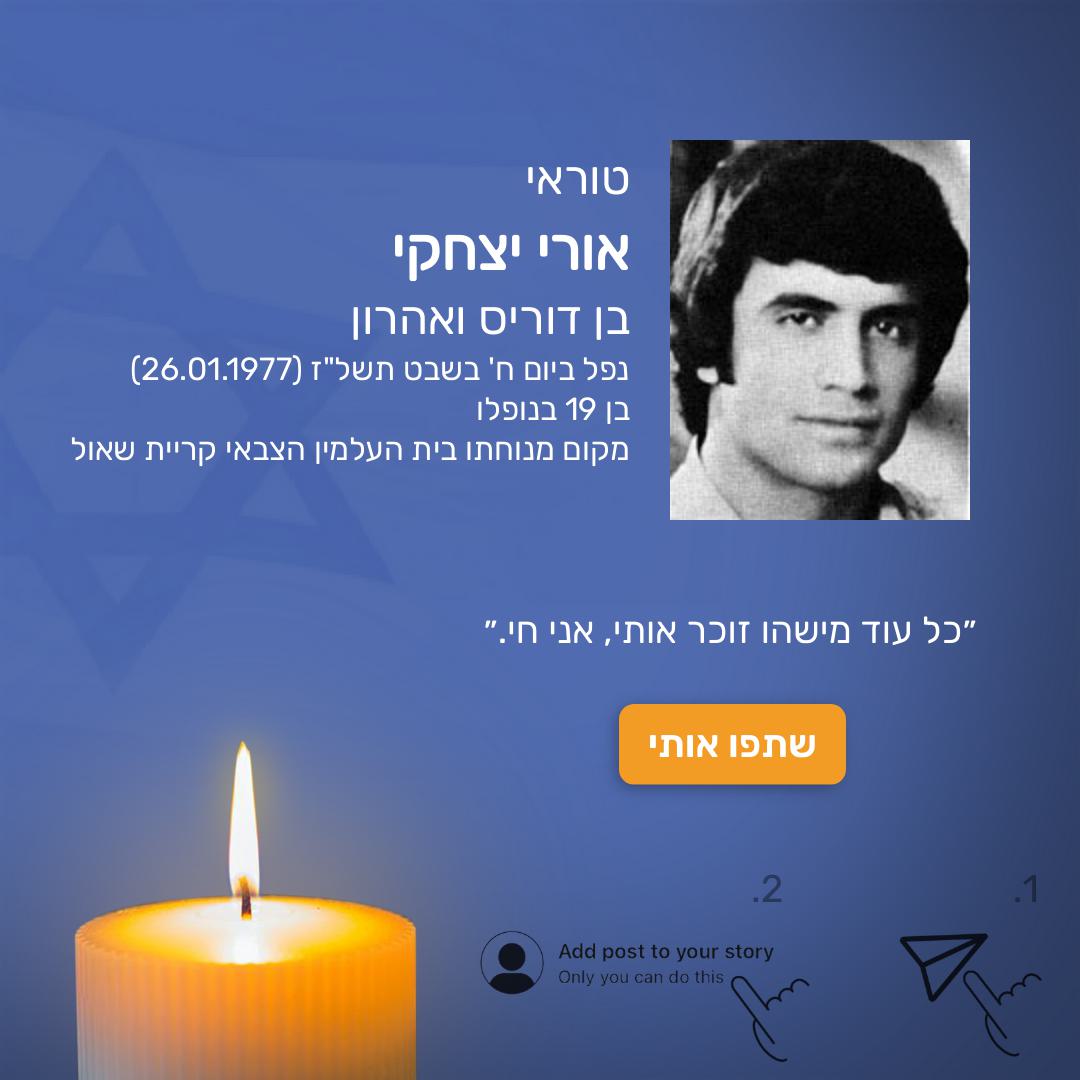 טוראי
אורי יצחקי
בן דוריס ואהרון
נפל ביום ח' בשבט תשל"ז (26.01.1977)
בן 19 בנופלו
מקום מנוחתו בית העלמין הצבאי קריית שאול
״כל עוד מישהו זוכר אותי, אני חי.״
שתפו אותי
1.
2.
Add post to your story
Only you can do this